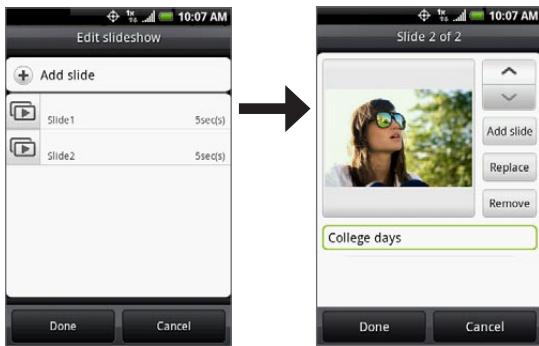 10:07 AM
Edit slideshow
Add slide
Slide1 5sec(s)
Slide2 5sec(s)
Done Cancel
10:07 AM
Slide 2 of 2
Add slide
Replace
Remove
College days
Done Cancel